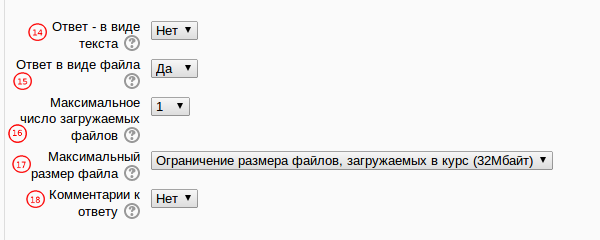 14 Ответ - в виде Нет
текста
Ответ в виде файла Да
15
Максимальное 1
число загружаемых
16 файлов
17 Максимальный Ограничение размера файлов, загружаемых в курс (32Мбайт)
размер файла
18 Комментарии к Нет
ответу